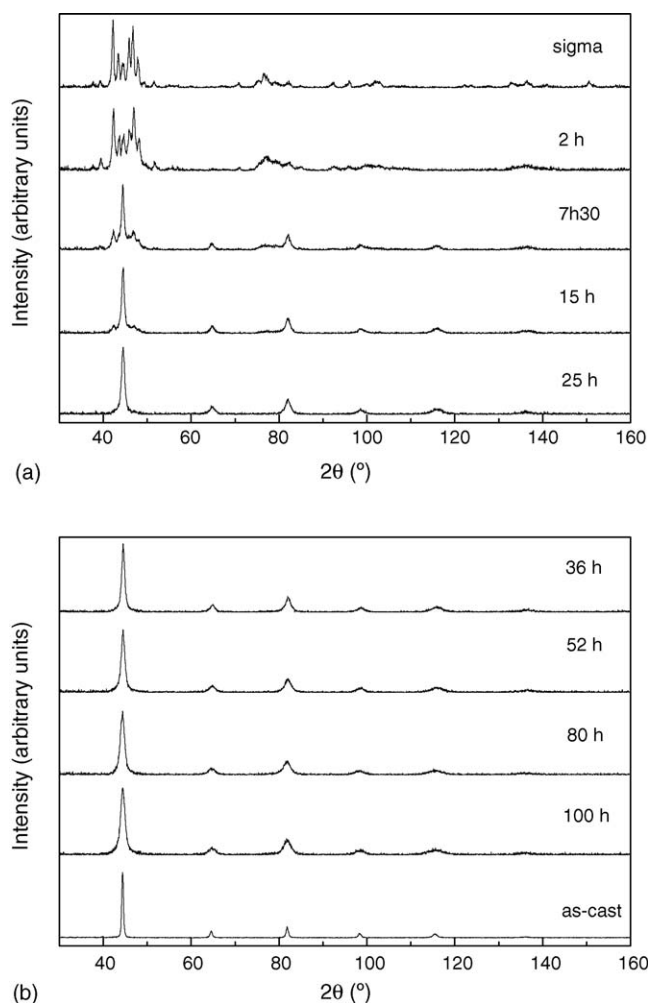 sigma
2 h
7h30
15 h
25 h
Intensity (arbitrary units)
40 60 80 100 120 140 160
2θ (º)
(a)
36 h
52 h
80 h
100 h
as-cast
Intensity (arbitrary units)
40 60 80 100 120 140 160
2θ (º)
(b)